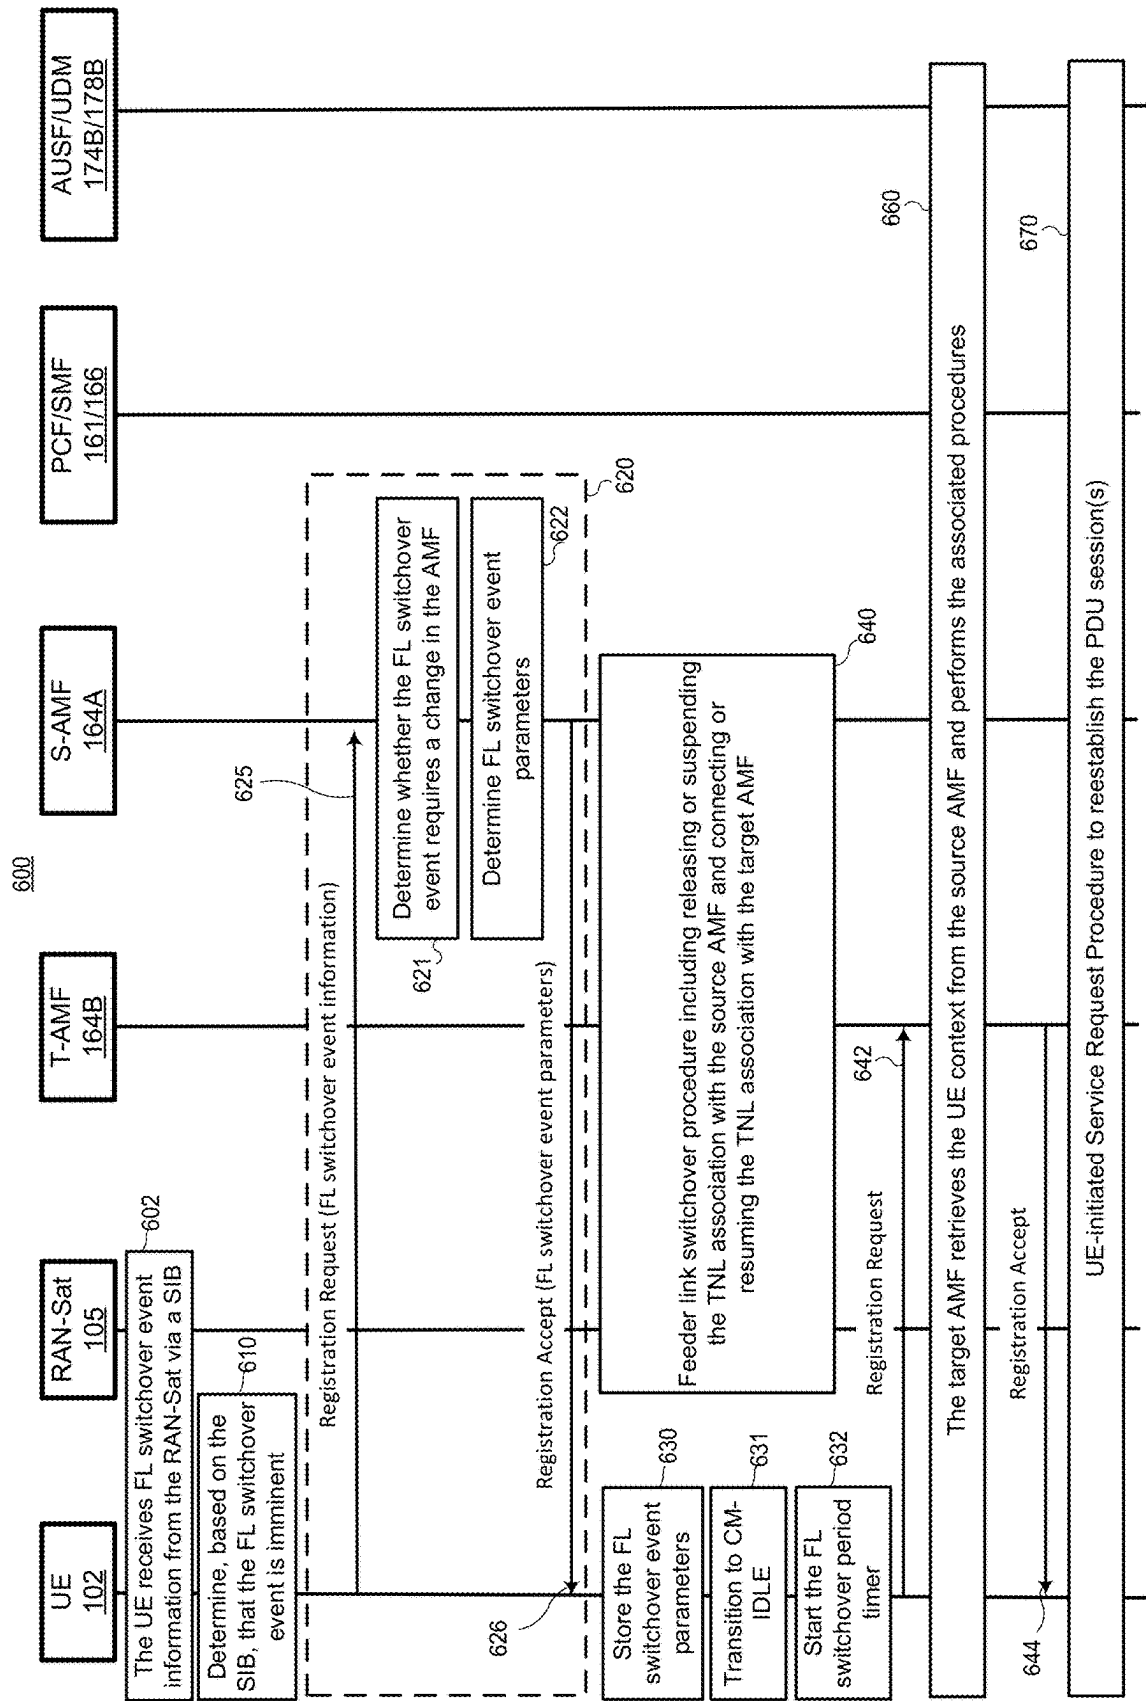 600
UE
102
RAN-Sat
105
T-AMF
164B
S-AMF
164A
PCF/SMF
161/166
AUSF/UDM
174B/178B
The UE receives FL switchover event
information from the RAN-Sat via a SIB
602
Determine, based on the
SIB, that the FL switchover
event is imminent
610
Registration Request (FL switchover event information)
625
Determine whether the FL switchover
event requires a change in the AMF
621
Determine FL switchover event
parameters
622
Registration Accept (FL switchover event parameters)
626
620
Store the FL
switchover event
parameters
630
Transition to CM-
IDLE
631
Start the FL
switchover period
timer
632
Feeder link switchover procedure including releasing or suspending
the TNL association with the source AMF and connecting or
resuming the TNL association with the target AMF
640
Registration Request
642
660
The target AMF retrieves the UE context from the source AMF and performs the associated procedures
Registration Accept
644
670
UE-initiated Service Request Procedure to reestablish the PDU session(s)